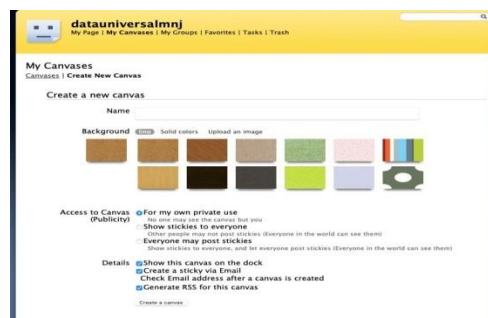 datauniversalmnj
My Page | My Canvases | My Groups | Favorites | Tasks | Trash
My Canvases
Canvases | Create New Canvas
Create a new canvas
Name
Background Solid colors Upload an image
Access to Canvas (Publicity)
For my own private use
No one may see the canvas but you
Show stickies to everyone
Other people may not post stickies (Everyone in the world can see them)
Everyone may post stickies
Show stickies to everyone, and let everyone post stickies (Everyone in the world can see them)
Details
Show this canvas on the dock
Create a sticky via Email
Check Email address after a canvas is created
Generate RSS for this canvas
Create a canvas